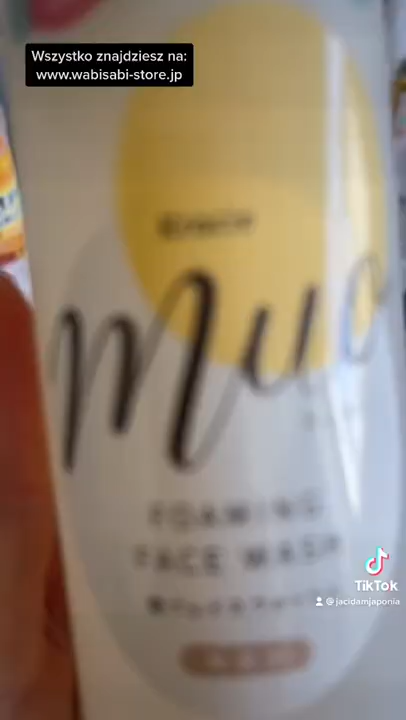 Wszystko znajdziesz na:
www.wabisabi-store.jp
muo
FOAMING
FACE WASH
TikTok
@jacidamjaponia